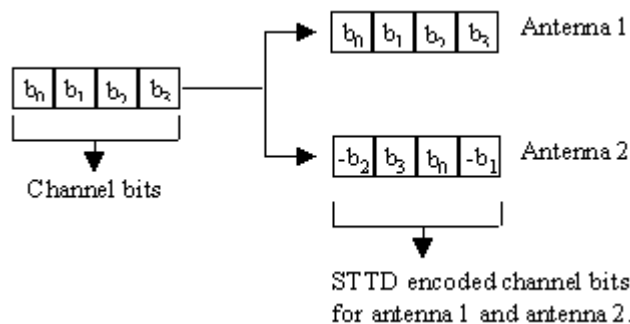 b₀ b₁ b₂ b₃ Antenna 1
b₀ b₁ b₂ b₃
-b₂ b₃ b₀ -b₁ Antenna 2
Channel bits
STTD encoded channel bits
for antenna 1 and antenna 2.